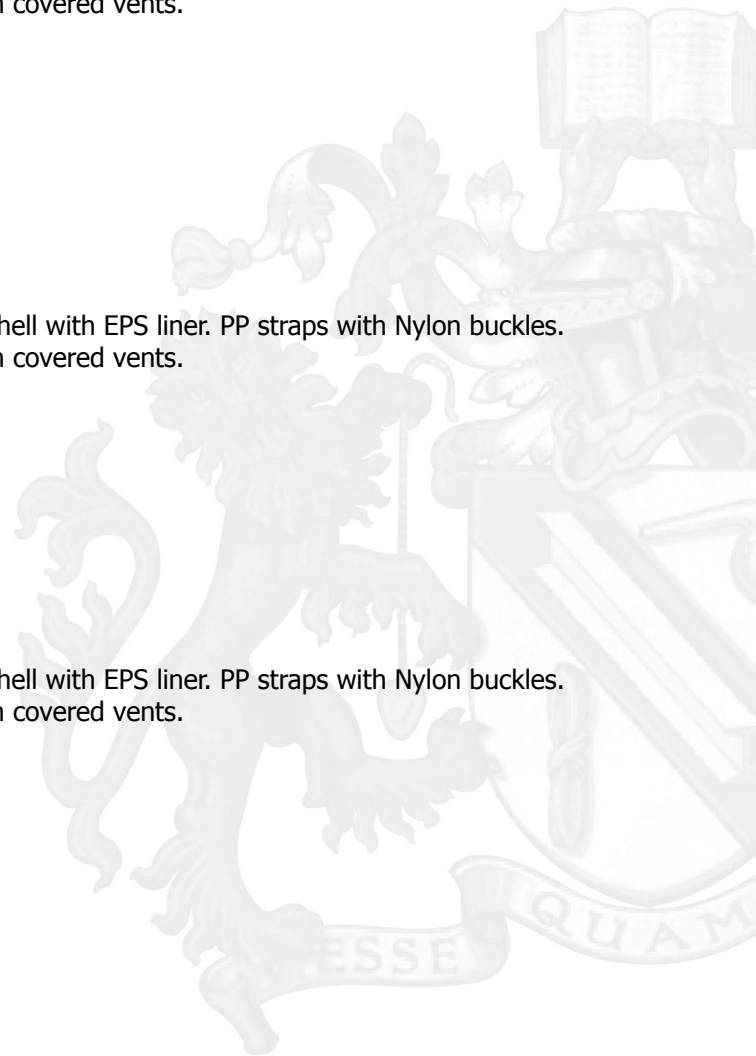 n covered vents.
hell with EPS liner. PP straps with Nylon buckles.
n covered vents.
hell with EPS liner. PP straps with Nylon buckles.
n covered vents.
ESSE QUAM